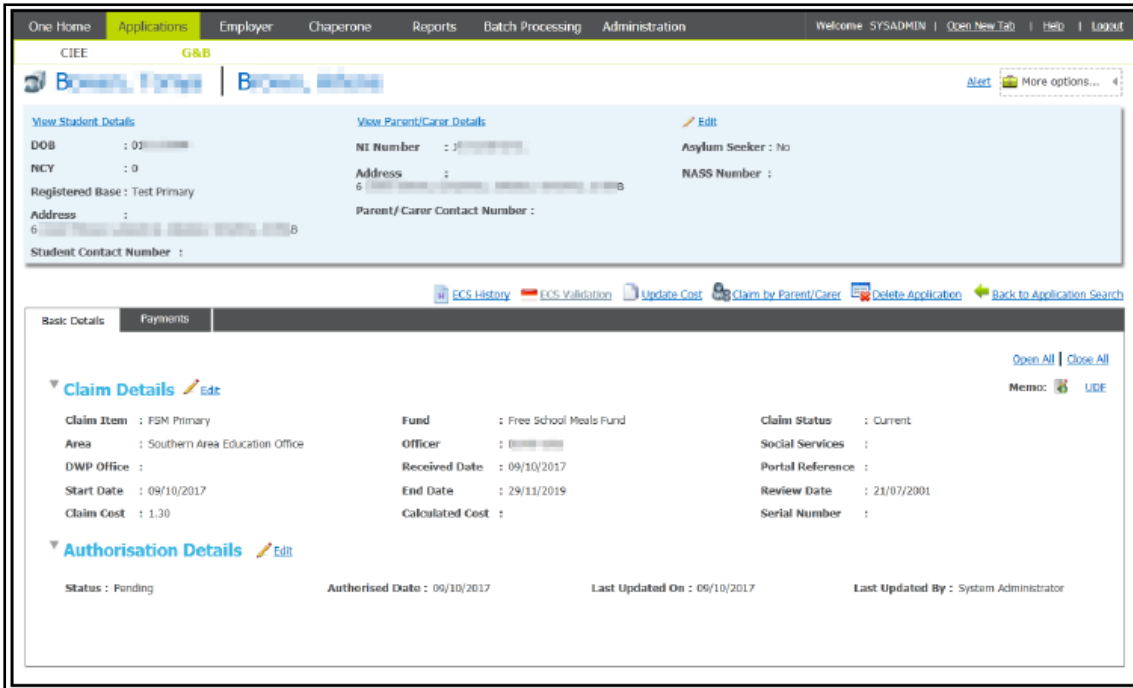 One Home Applications Employer Chaperone Reports Batch Processing Administration Welcome SYSADMIN | Open New Tab | Help | Logout
CIEE G&B
Alert More options...
View Student Details View Parent/Carer Details Edit
DOB : NI Number : Asylum Seeker : No
NCY : 0 Address : NASS Number :
Registered Base : Test Primary 6 B
Address : Parent/Carer Contact Number :
6 B
Student Contact Number :
ECS History ECS Validation Update Cost Claim by Parent/Carer Delete Application Back to Application Search
Basic Details Payments
Open All | Close All
Claim Details Edit Memo: UDF
Claim Item : FSM Primary Fund : Free School Meals Fund Claim Status : Current
Area : Southern Area Education Office Officer : Social Services :
DWP Office : Received Date : 09/10/2017 Portal Reference :
Start Date : 09/10/2017 End Date : 29/11/2019 Review Date : 21/07/2001
Claim Cost : 1.30 Calculated Cost : Serial Number :
Authorisation Details Edit
Status : Pending Authorised Date : 09/10/2017 Last Updated On : 09/10/2017 Last Updated By : System Administrator